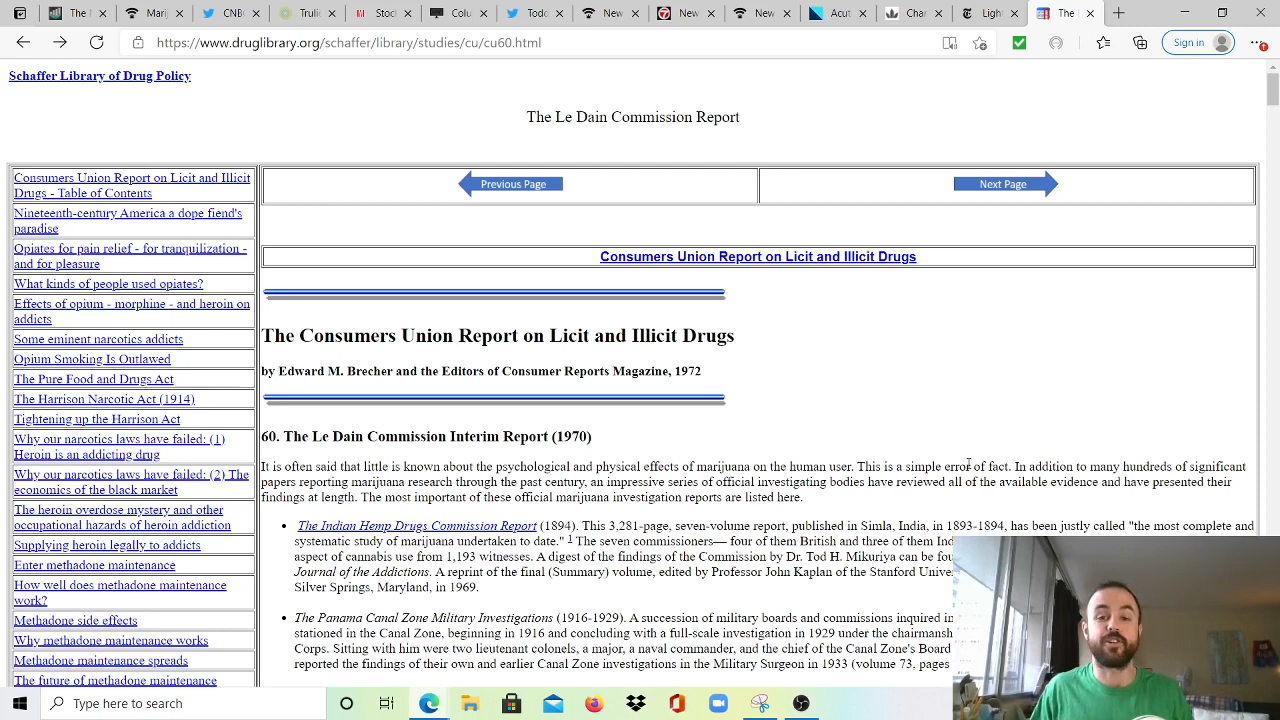 The M
Marij
CNBC
Trulie
Stoc
Colu
Todd
New
New
New
Acut
Char
Light
The L
https://www.druglibrary.org/schaffer/library/studies/cu/cu60.html
Sign in
Schaffer Library of Drug Policy
The Le Dain Commission Report
Consumers Union Report on Licit and Illicit
Drugs - Table of Contents
Nineteenth-century America a dope fiend's
paradise
Opiates for pain relief - for tranquilization -
and for pleasure
What kinds of people used opiates?
Effects of opium - morphine - and heroin on
addicts
Some eminent narcotics addicts
Opium Smoking Is Outlawed
The Pure Food and Drugs Act
The Harrison Narcotic Act (1914)
Tightening up the Harrison Act
Why our narcotics laws have failed: (1)
Heroin is an addicting drug
Why our narcotics laws have failed: (2) The
economics of the black market
The heroin overdose mystery and other
occupational hazards of heroin addiction
Supplying heroin legally to addicts
Enter methadone maintenance
How well does methadone maintenance
work?
Methadone side effects
Why methadone maintenance works
Methadone maintenance spreads
The future of methadone maintenance
Previous Page
Next Page
Consumers Union Report on Licit and Illicit Drugs
The Consumers Union Report on Licit and Illicit Drugs
by Edward M. Brecher and the Editors of Consumer Reports Magazine, 1972
60. The Le Dain Commission Interim Report (1970)
It is often said that little is known about the psychological and physical effects of marijuana on the human user. This is a simple error of fact. In addition to many hundreds of significant
papers reporting marijuana research through the past century, an impressive series of official investigating bodies have reviewed all of the available evidence and have presented their
findings at length. The most important of these official marijuana investigation reports are listed here.
The Indian Hemp Drugs Commission Report (1894). This 3,281-page, seven-volume report, published in Simla, India, in 1893-1894, has been justly called "the most complete and
systematic study of marijuana undertaken to date." 1 The seven commissioners— four of them British and three of them Ind
aspect of cannabis use from 1,193 witnesses. A digest of the findings of the Commission by Dr. Tod H. Mikuriya can be fou
Journal of the Addictions. A reprint of the final (Summary) volume, edited by Professor John Kaplan of the Stanford Univer
Silver Springs, Maryland, in 1969.
The Panama Canal Zone Military Investigations (1916-1929). A succession of military boards and commissions inquired in
stationed in the Canal Zone, beginning in 1916 and concluding with a full-scale investigation in 1929 under the chairmansh
Corps. Sitting with him were two lieutenant colonels, a major, a naval commander, and the chief of the Canal Zone's Board
reported the findings of their own and earlier Canal Zone investigations in the Military Surgeon in 1933 (volume 73, pages
Type here to search